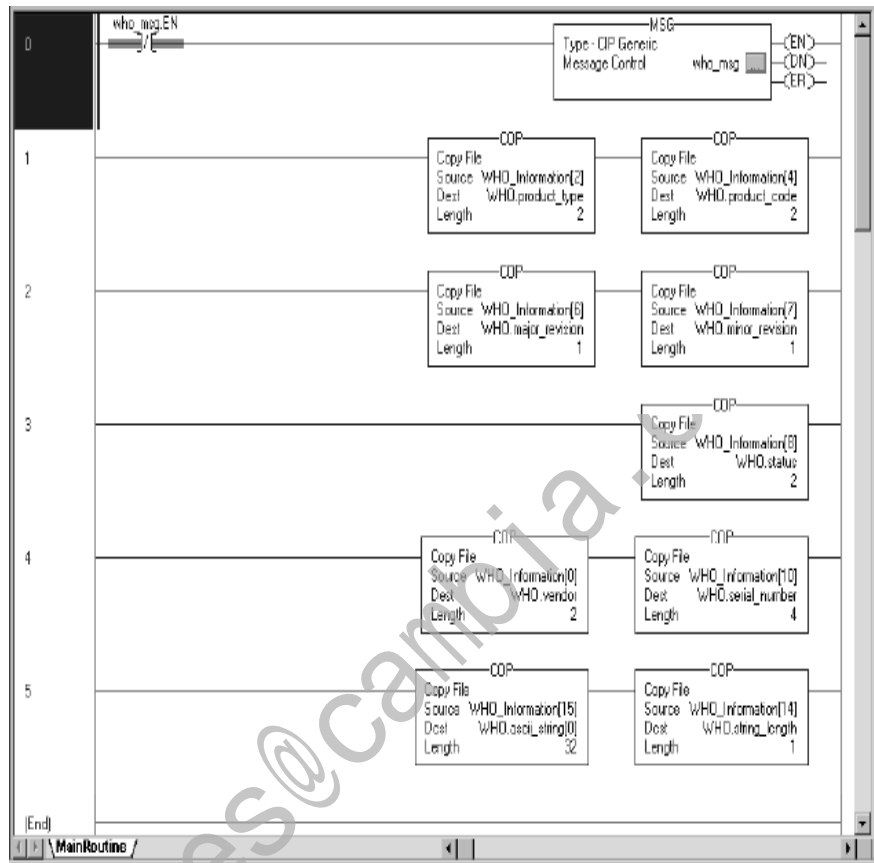 who_msg.EN
0
MSG
Type - CIP Generic
Message Control who_msg ...
EN
DN
ER
1
COP
Copy File
Source WHO_Information[2]
Dest WHO.product_type
Length 2
COP
Copy File
Source WHO_Information[4]
Dest WHO.product_code
Length 2
2
COP
Copy File
Source WHO_Information[6]
Dest WHO.major_revision
Length 1
COP
Copy File
Source WHO_Information[7]
Dest WHO.minor_revision
Length 1
3
COP
Copy File
Source WHO_Information[8]
Dest WHO.status
Length 2
4
COP
Copy File
Source WHO_Information[0]
Dest WHO.vendor
Length 2
COP
Copy File
Source WHO_Information[10]
Dest WHO.serial_number
Length 4
5
COP
Copy File
Source WHO_Information[15]
Dest WHO.ascii_string[0]
Length 32
COP
Copy File
Source WHO_Information[14]
Dest WHO.string_length
Length 1
(End)
MainRoutine
es@cambia.